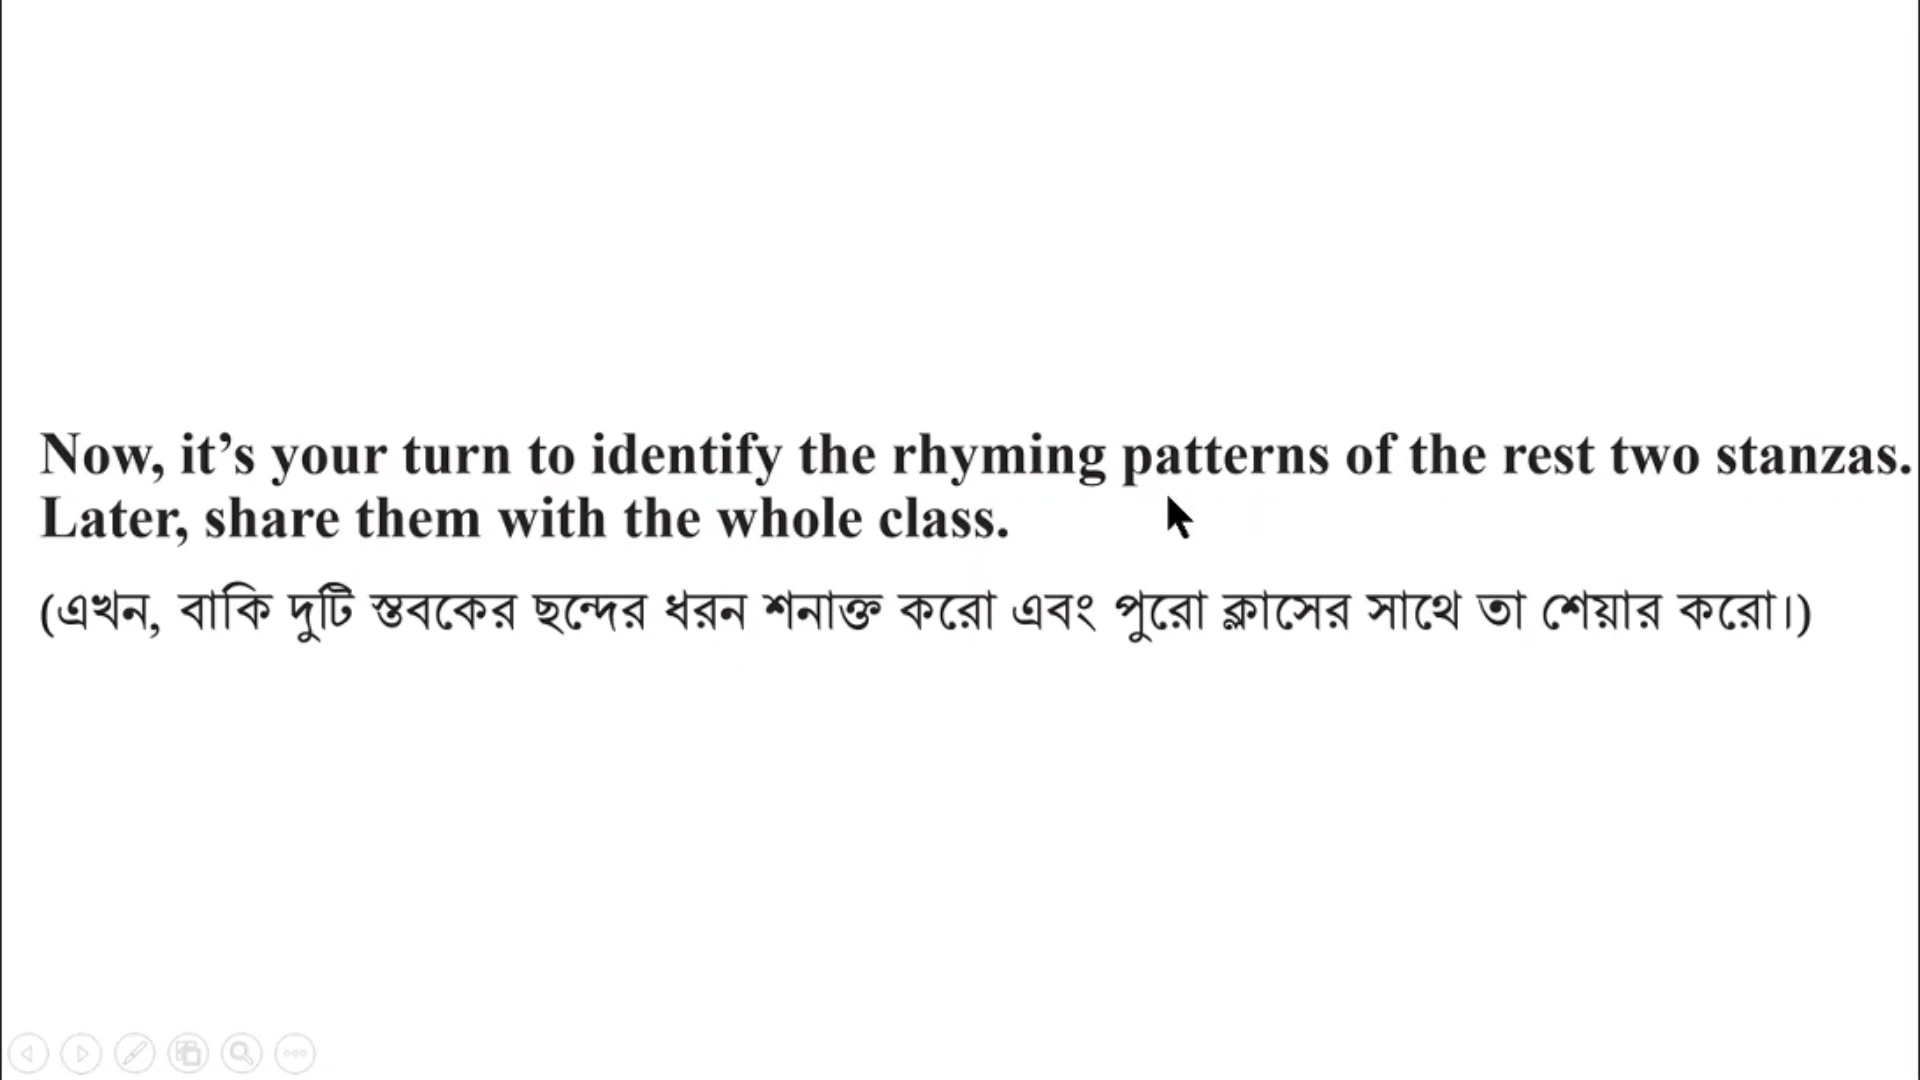 Now, it’s your turn to identify the rhyming patterns of the rest two stanzas.
Later, share them with the whole class.
(এখন, বাকি দুটি স্তবকের ছন্দের ধরন শনাক্ত করো এবং পুরো ক্লাসের সাথে তা শেয়ার করো।)